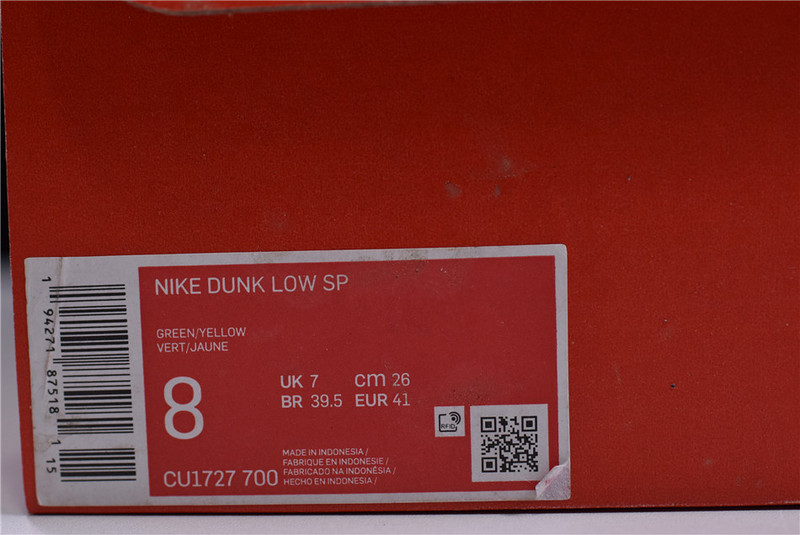 NIKE DUNK LOW SP
GREEN/YELLOW
VERT/JAUNE
8
UK 7 cm 26
BR 39.5 EUR 41
RFID
CU1727 700
MADE IN INDONESIA /
FABRIQUE EN INDONESIE /
FABRICADO NA INDONÉSIA /
HECHO EN INDONESIA /
1 94271 87518 1 15